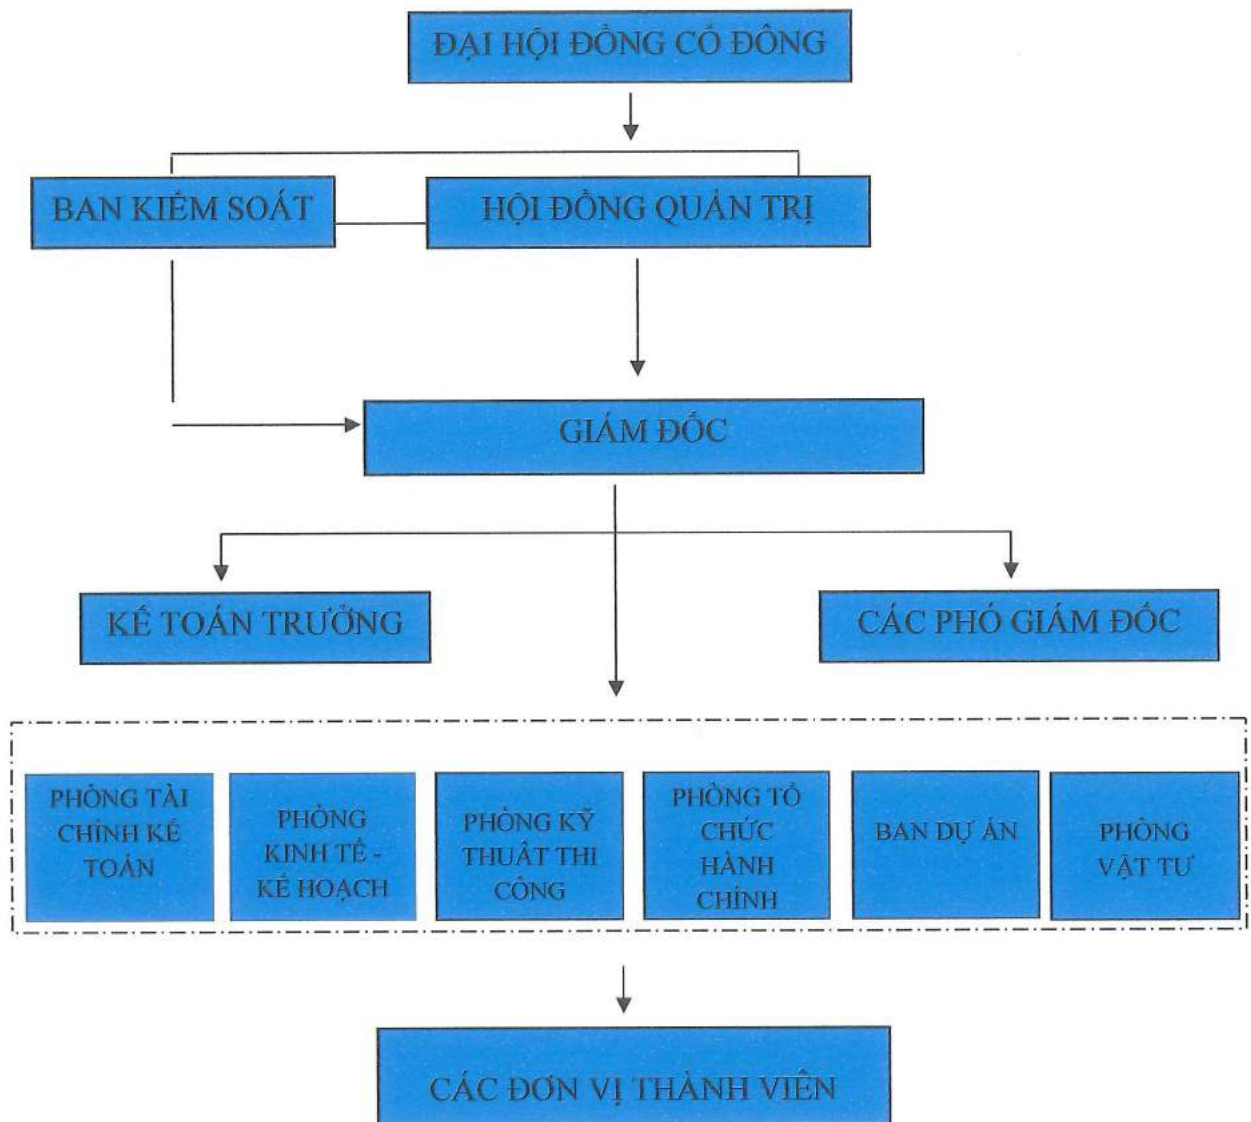 ĐẠI HỘI ĐỒNG CỔ ĐÔNG
BAN KIỂM SOÁT
HỘI ĐỒNG QUẢN TRỊ
GIÁM ĐỐC
KẾ TOÁN TRƯỞNG
CÁC PHÓ GIÁM ĐỐC
PHÒNG TÀI
CHÍNH KẾ
TOÁN
PHÒNG
KINH TẾ -
KẾ HOẠCH
PHÒNG KỸ
THUẬT THI
CÔNG
PHÒNG TỔ
CHỨC
HÀNH
CHÍNH
BAN DỰ ÁN
PHÒNG
VẬT TƯ
CÁC ĐƠN VỊ THÀNH VIÊN